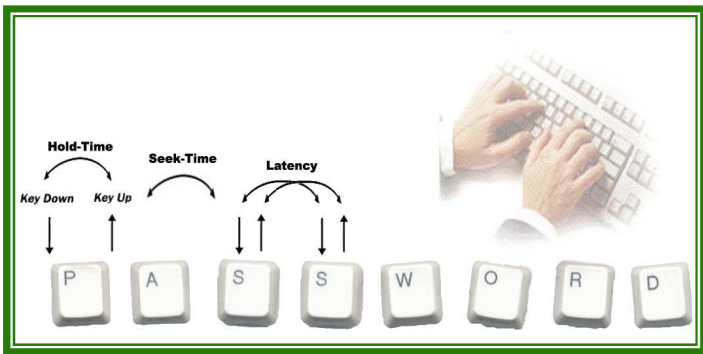 Hold-Time
Seek-Time
Latency
Key Down Key Up
P A S S W O R D